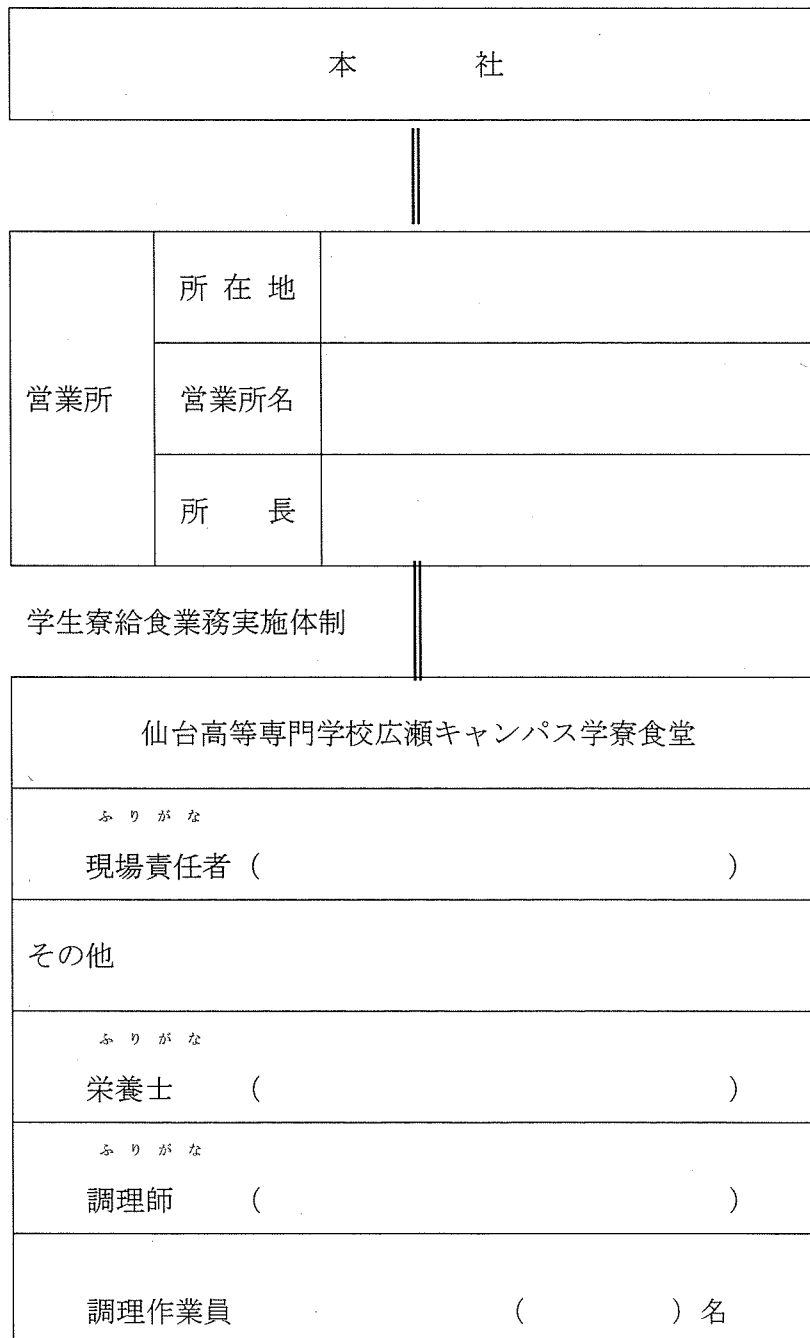 本 社
所 在 地
営業所 営業所名
所 長
学生寮給食業務実施体制
仙台高等専門学校広瀬キャンパス学寮食堂
ふ り が な
現場責任者 ( )
その他
ふ り が な
栄養士 ( )
ふ り が な
調理師 ( )
調理作業員 ( ) 名